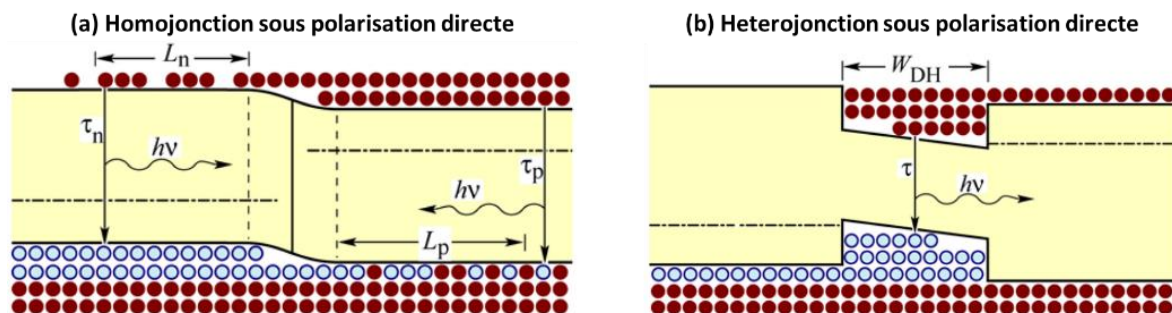 (a) Homojonction sous polarisation directe
(b) Heterojonction sous polarisation directe
Ln
τn
hν
hν
τp
Lp
WDH
τ
hν